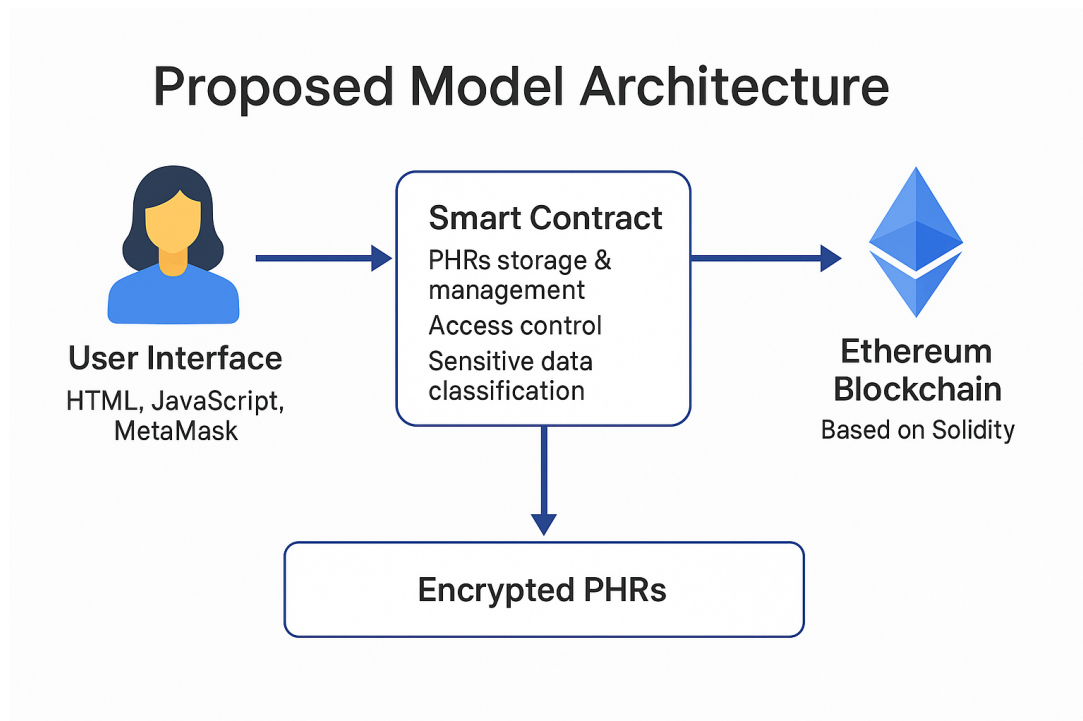 Proposed Model Architecture
User Interface
HTML, JavaScript,
MetaMask
Smart Contract
PHRs storage &
management
Access control
Sensitive data
classification
Ethereum
Blockchain
Based on Solidity
Encrypted PHRs